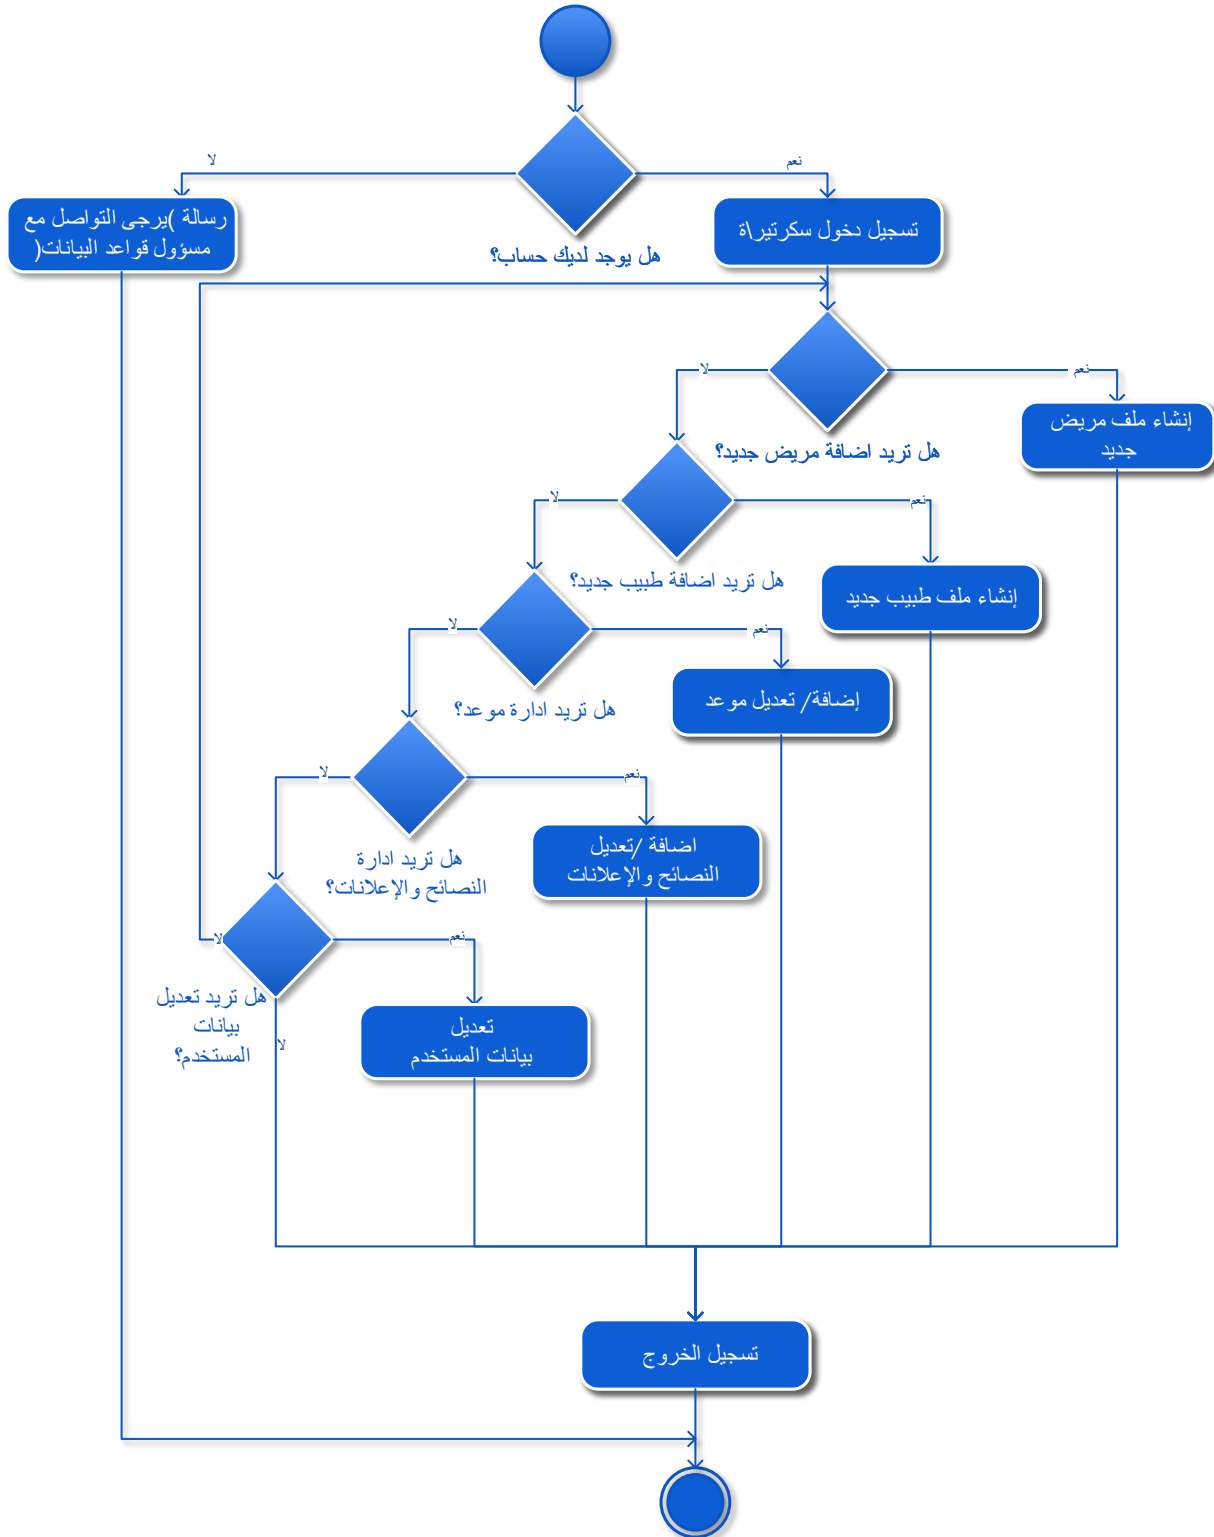 نعم
لا
تسجيل دخول سكرتير\ة
رسالة )يرجى التواصل مع
مسؤول قواعد البيانات(
هل يوجد لديك حساب؟
نعم
لا
إنشاء ملف مريض
جديد
هل تريد اضافة مريض جديد؟
نعم
لا
هل تريد اضافة طبيب جديد؟
إنشاء ملف طبيب جديد
نعم
لا
إضافة/ تعديل موعد
هل تريد ادارة موعد؟
نعم
لا
اضافة /تعديل
النصائح والإعلانات
هل تريد ادارة
النصائح والإعلانات؟
نعم
لا
هل تريد تعديل
بيانات
المستخدم؟
لا
تعديل
بيانات المستخدم
تسجيل الخروج